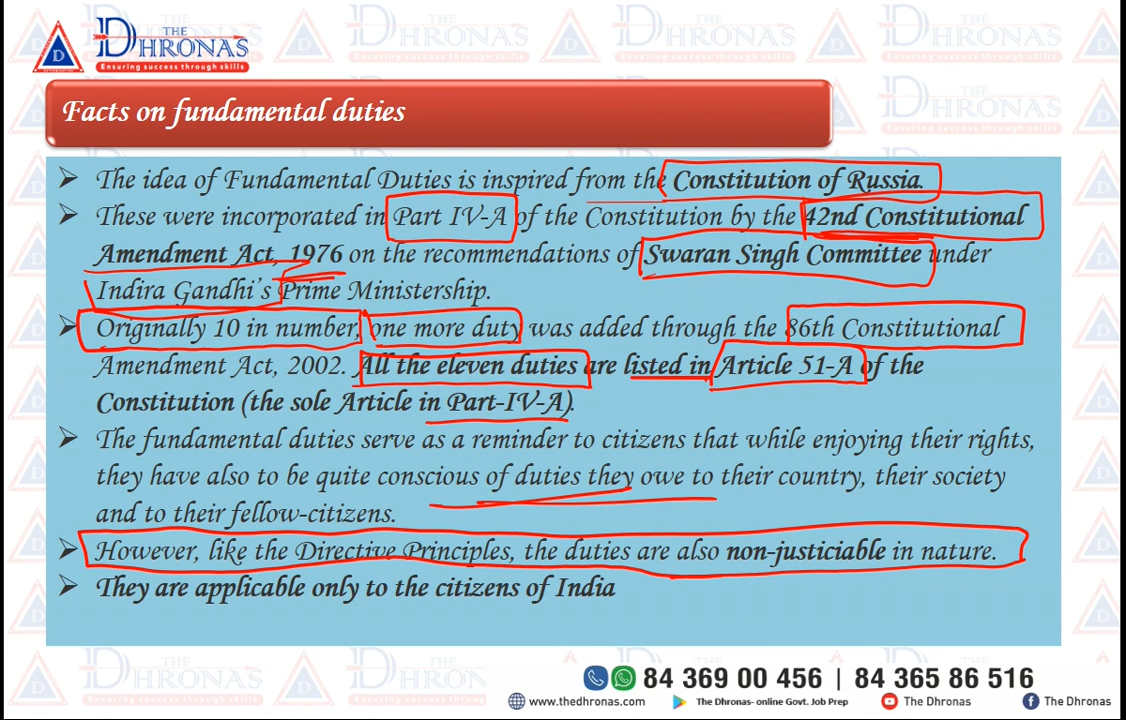 THE
DHRONAS
Ensuring success through skills
Facts on fundamental duties
➢ The idea of Fundamental Duties is inspired from the Constitution of Russia.
➢ These were incorporated in Part IV-A of the Constitution by the 42nd Constitutional
Amendment Act, 1976 on the recommendations of Swaran Singh Committee under
Indira Gandhi's Prime Ministership.
➢ Originally 10 in number, one more duty was added through the 86th Constitutional
Amendment Act, 2002. All the eleven duties are listed in Article 51-A of the
Constitution (the sole Article in Part-IV-A).
➢ The fundamental duties serve as a reminder to citizens that while enjoying their rights,
they have also to be quite conscious of duties they owe to their country, their society
and to their fellow-citizens.
➢ However, like the Directive Principles, the duties are also non-justiciable in nature.
➢ They are applicable only to the citizens of India
84 369 00 456 | 84 365 86 516
www.thedhronas.com The Dhronas- online Govt. Job Prep The Dhronas The Dhronas